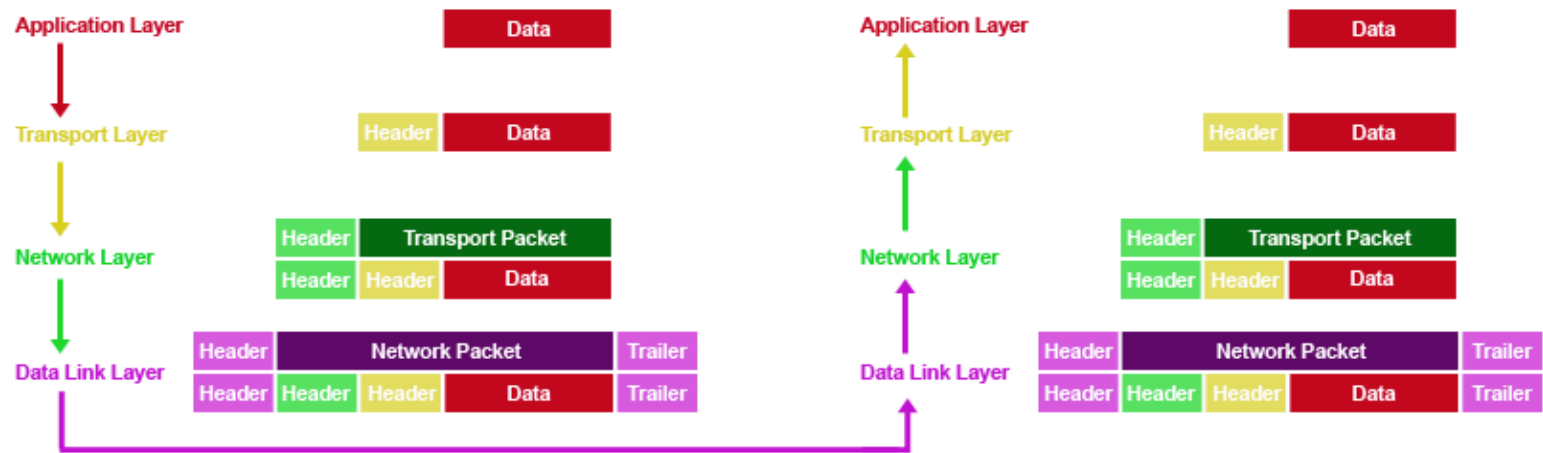 Application Layer Data
Transport Layer Header Data
Network Layer Header Transport Packet
Header Header Data
Data Link Layer Header Network Packet Trailer
Header Header Header Data Trailer
Application Layer Data
Transport Layer Header Data
Network Layer Header Transport Packet
Header Header Data
Data Link Layer Header Network Packet Trailer
Header Header Header Data Trailer